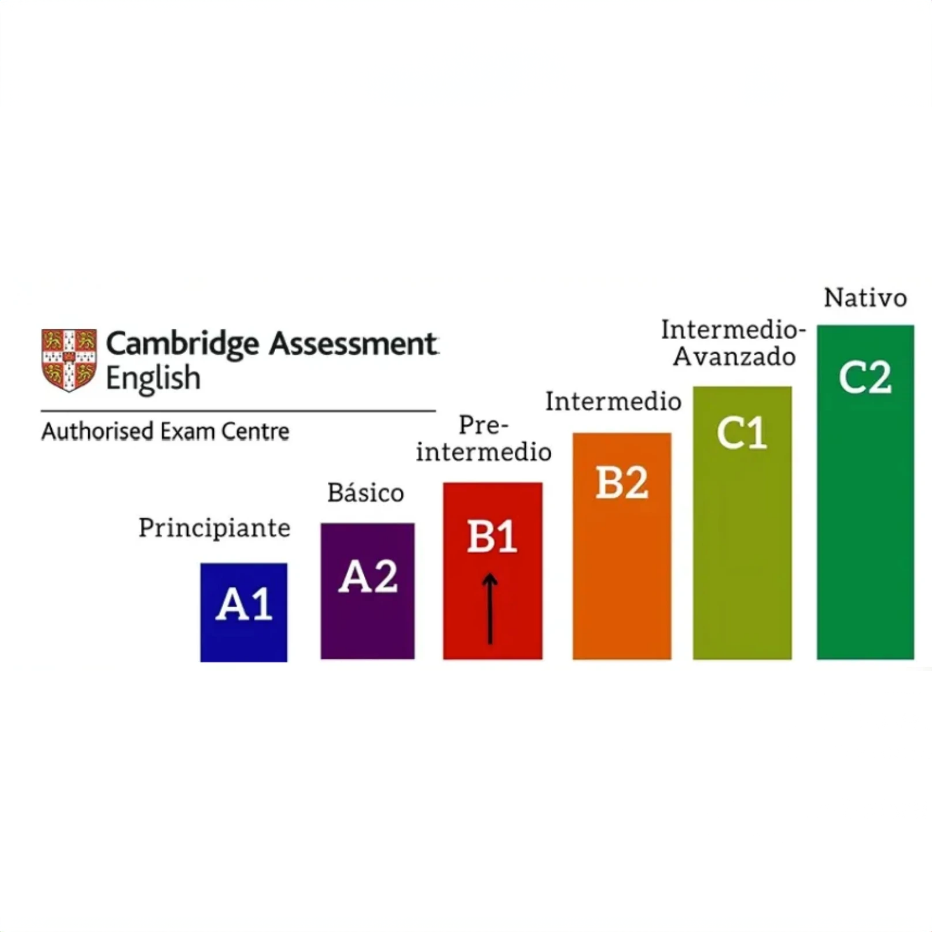 Cambridge Assessment
English
Authorised Exam Centre
Principiante
A1
Básico
A2
Pre-
intermedio
B1
Intermedio
B2
Intermedio-
Avanzado
C1
Nativo
C2